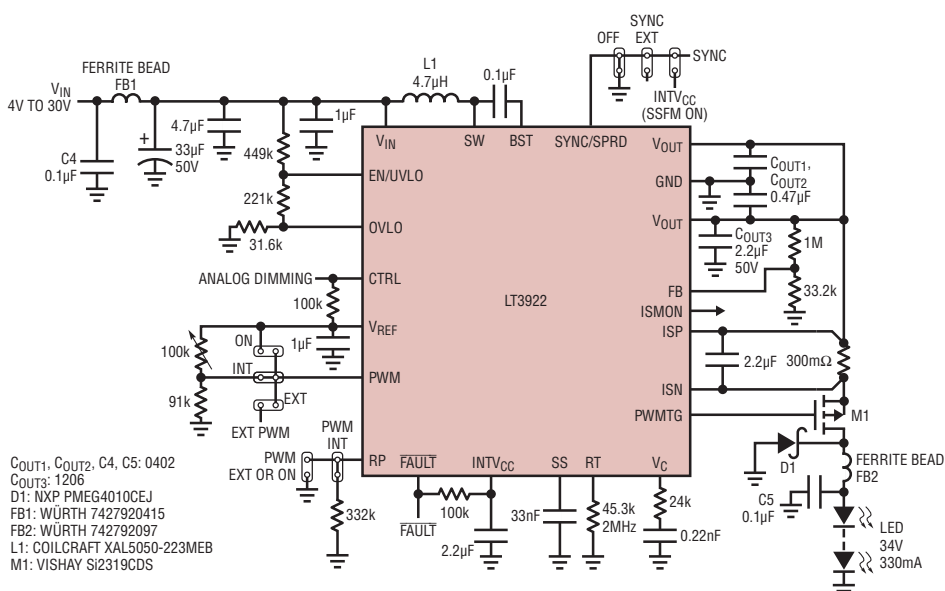 SYNC
OFF EXT
SYNC
INTVCC
(SSFM ON)
FERRITE BEAD
FB1
L1
4.7µH
0.1µF
VIN
4V TO 30V
C4
0.1µF
+
33µF
50V
4.7µF
1µF
449k
221k
31.6k
VIN
SW
BST
SYNC/SPRD
VOUT
GND
VOUT
COUT1,
COUT2
0.47µF
COUT3
2.2µF
50V
1M
33.2k
EN/UVLO
OVLO
ANALOG DIMMING
CTRL
100k
LT3922
FB
ISMON
ISP
VREF
1µF
ON
100k
INT
PWM
91k
EXT
EXT PWM
2.2µF
300mΩ
ISN
PWMTG
M1
PWM
INT
PWM
EXT OR ON
RP
FAULT
INTVCC
SS
RT
VC
332k
100k
FAULT
2.2µF
33nF
45.3k
2MHz
24k
0.22nF
D1
FERRITE BEAD
FB2
C5
0.1µF
LED
34V
330mA
COUT1, COUT2, C4, C5: 0402
COUT3: 1206
D1: NXP PMEG4010CEJ
FB1: WÜRTH 7427920415
FB2: WÜRTH 742792097
L1: COILCRAFT XAL5050-223MEB
M1: VISHAY Si2319CDS